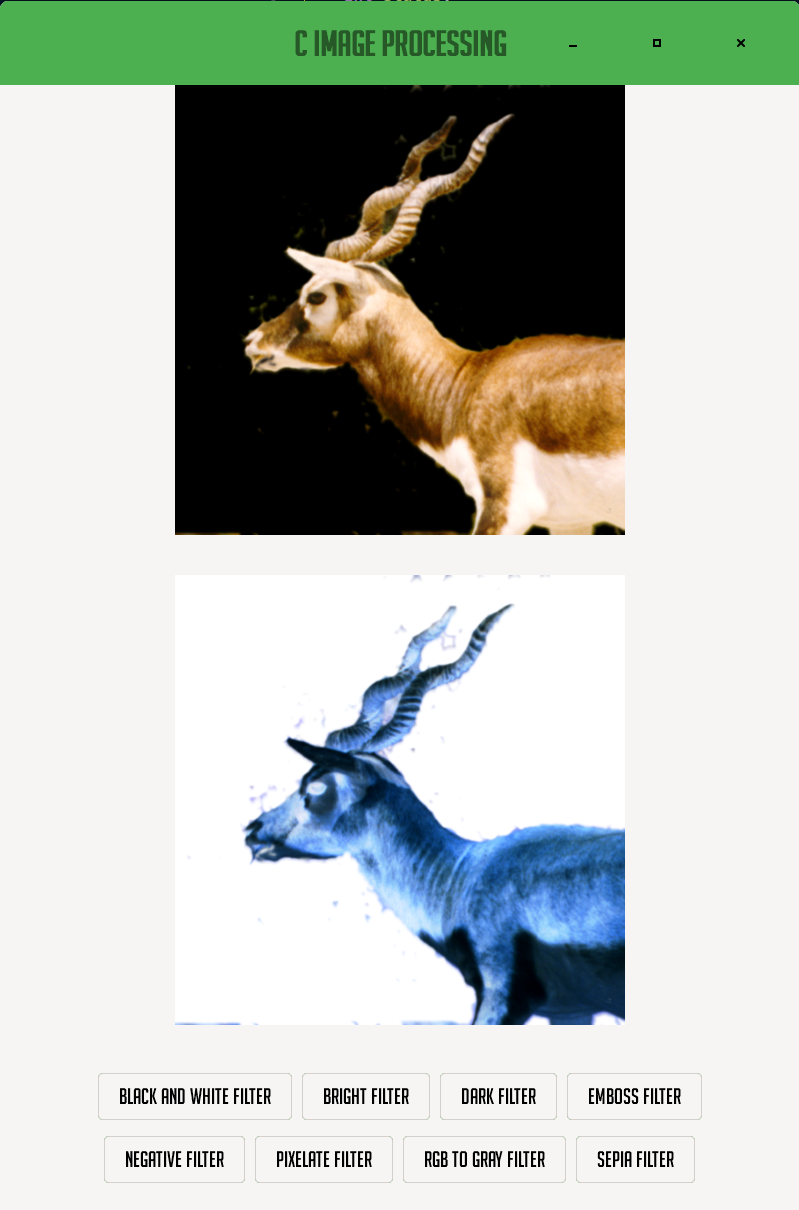 C IMAGE PROCESSING
BLACK AND WHITE FILTER
BRIGHT FILTER
DARK FILTER
EMBOSS FILTER
NEGATIVE FILTER
PIXELATE FILTER
RGB TO GRAY FILTER
SEPIA FILTER